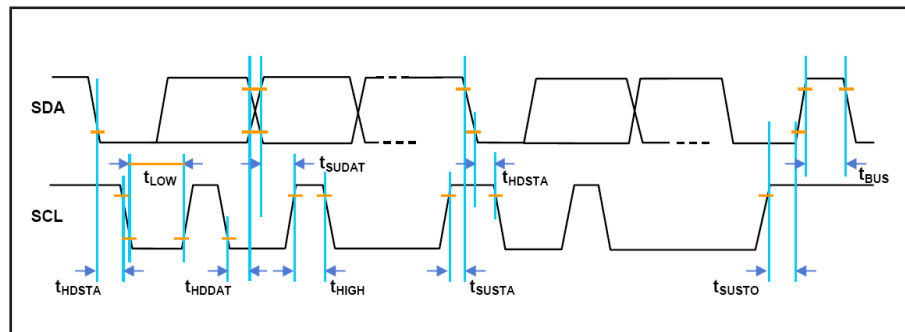 SDA
tSUDAT
tLOW
tHDSTA
tBUS
SCL
tHDSTA
tHDDAT
tHIGH
tSUSTA
tSUSTO